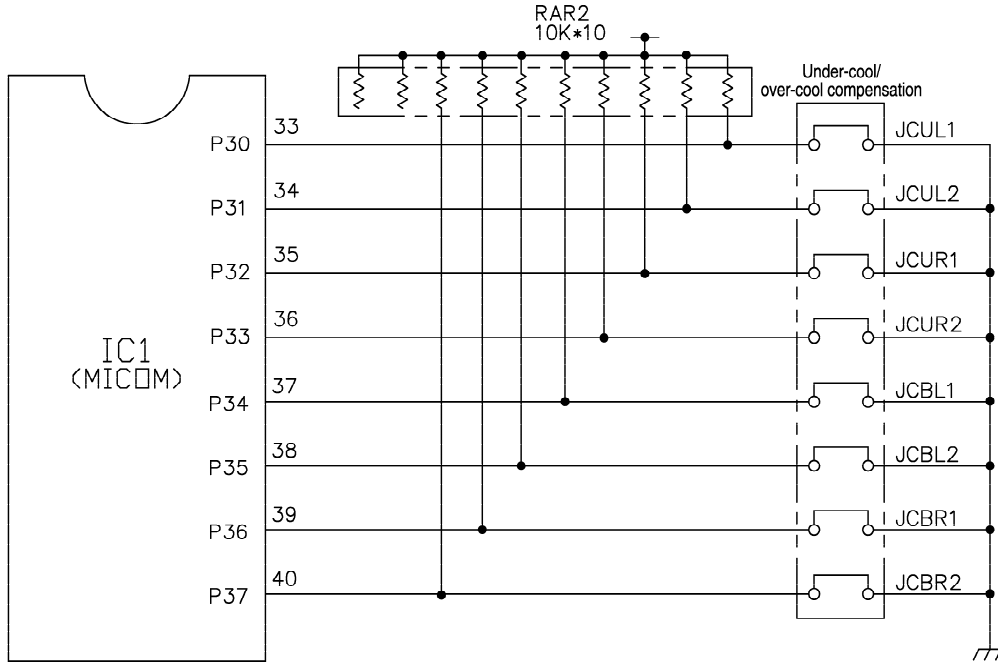 RAR2
10K*10
Under-cool/
over-cool compensation
33
P30
JCUL1
34
P31
JCUL2
35
P32
JCUR1
36
P33
JCUR2
IC1
(MICOM)
37
P34
JCBL1
38
P35
JCBL2
39
P36
JCBR1
40
P37
JCBR2